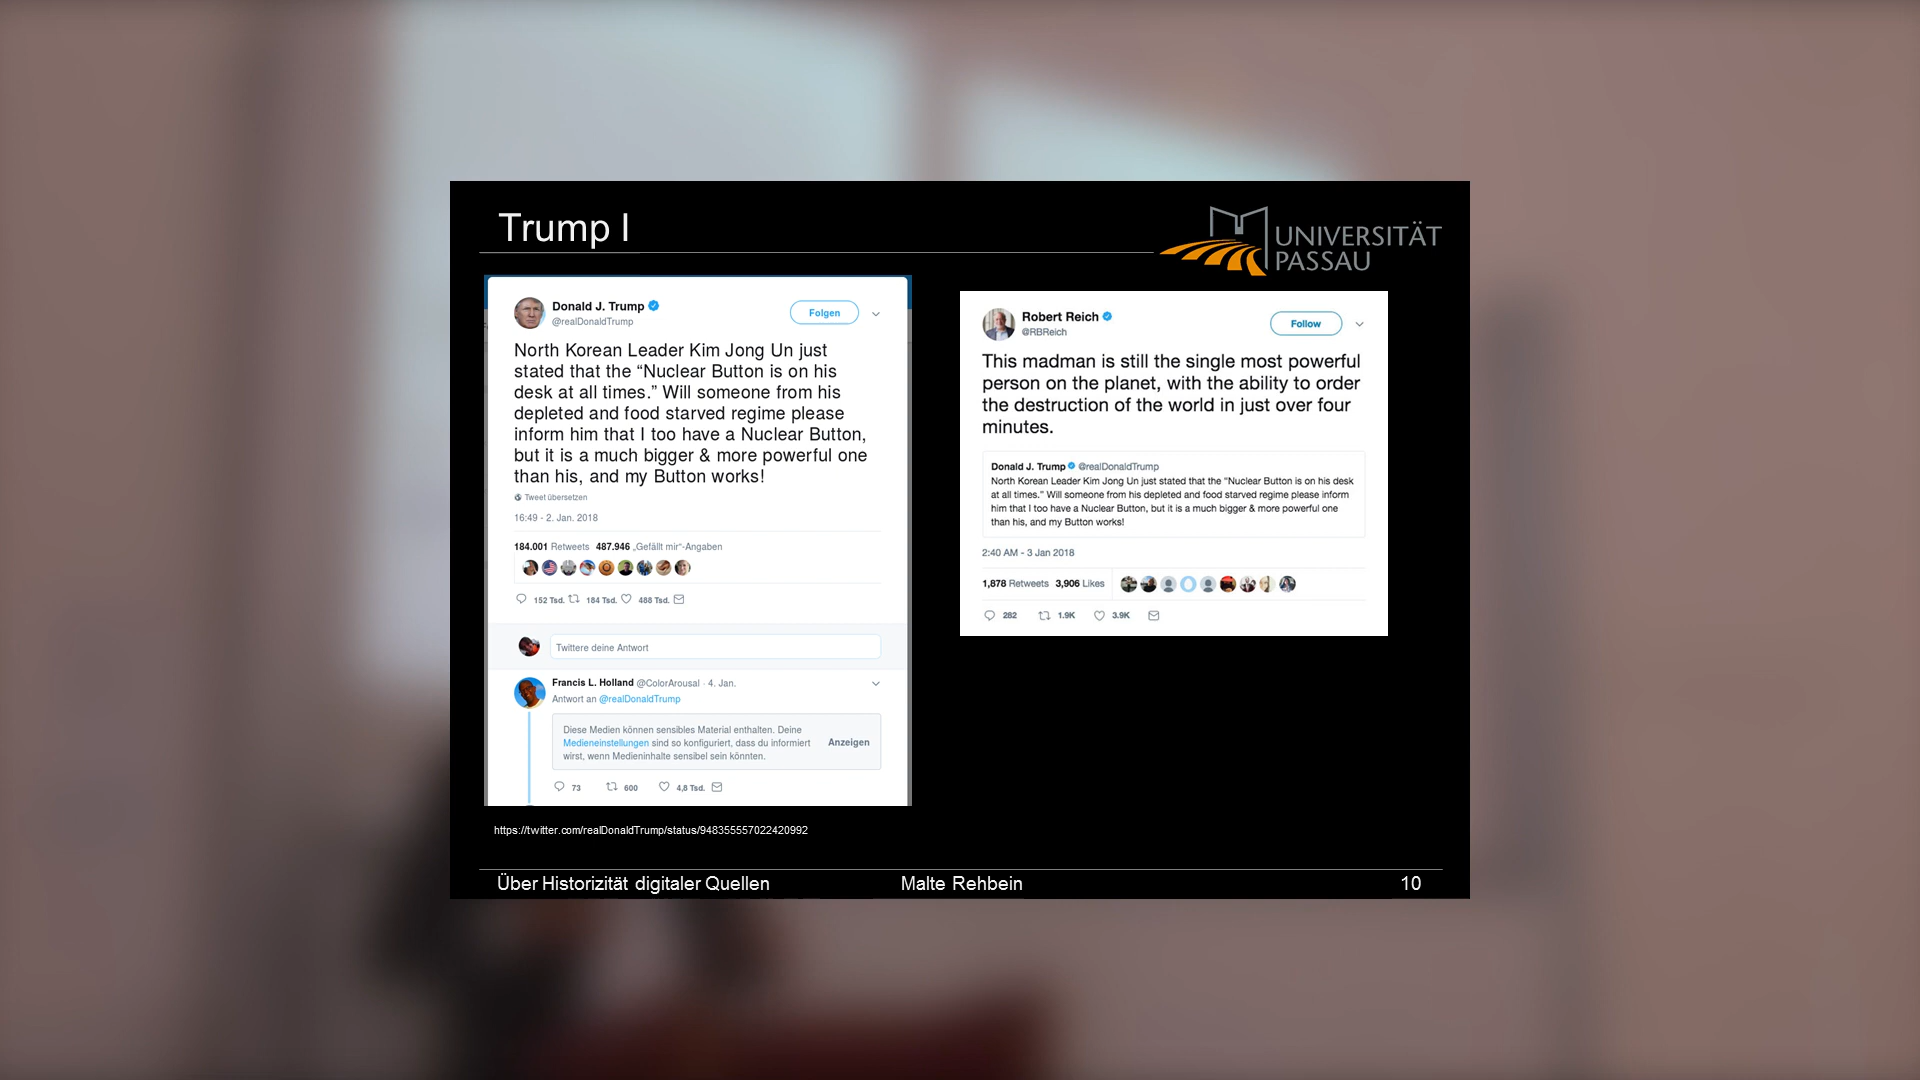 Trump I
UNIVERSITÄT
PASSAU
Donald J. Trump
@realDonaldTrump
Folgen
North Korean Leader Kim Jong Un just
stated that the “Nuclear Button is on his
desk at all times.” Will someone from his
depleted and food starved regime please
inform him that I too have a Nuclear Button,
but it is a much bigger & more powerful one
than his, and my Button works!
Tweet übersetzen
16:49 - 2. Jan. 2018
184.001 Retweets 487.946 „Gefällt mir“-Angaben
152 Tsd. 184 Tsd. 488 Tsd.
Twittere deine Antwort
Francis L. Holland @ColorArousal · 4. Jan.
Antwort an @realDonaldTrump
Diese Medien können sensibles Material enthalten. Deine
Medieneinstellungen sind so konfiguriert, dass du informiert
wirst, wenn Medieninhalte sensibel sein könnten.
Anzeigen
73 600 4,8 Tsd.
https://twitter.com/realDonaldTrump/status/948355557022420992
Robert Reich
@RBReich
Follow
This madman is still the single most powerful
person on the planet, with the ability to order
the destruction of the world in just over four
minutes.
Donald J. Trump @realDonaldTrump
North Korean Leader Kim Jong Un just stated that the “Nuclear Button is on his desk
at all times.” Will someone from his depleted and food starved regime please inform
him that I too have a Nuclear Button, but it is a much bigger & more powerful one
than his, and my Button works!
2:40 AM - 3 Jan 2018
1,878 Retweets 3,906 Likes
282 1.9K 3.9K
Über Historizität digitaler Quellen
Malte Rehbein
10